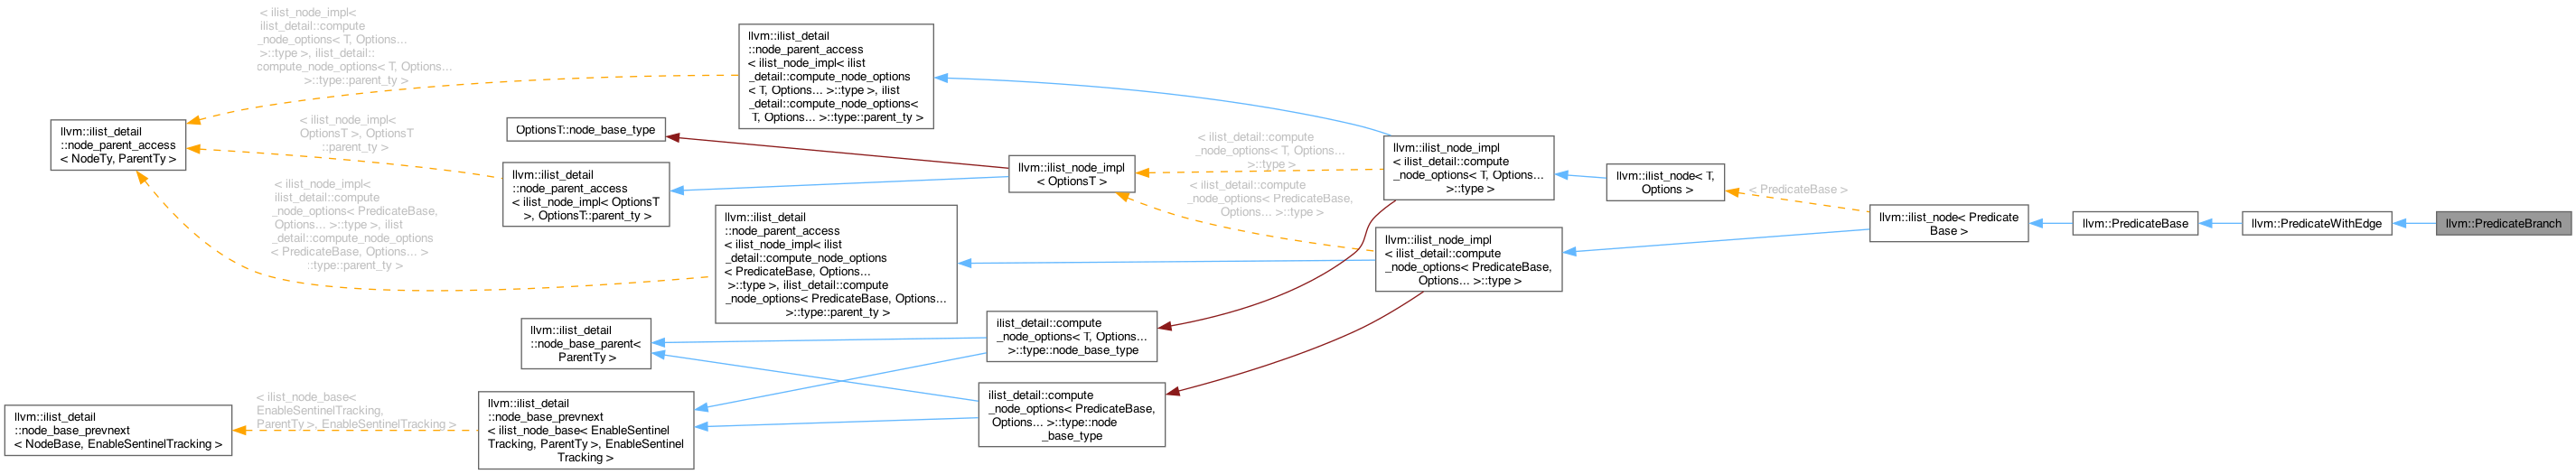 < ilist_node_impl<
ilist_detail::compute
_node_options< T, Options...
>::type >, ilist_detail::
compute_node_options< T, Options...
>::type::parent_ty >
llvm::ilist_detail
::node_parent_access
< NodeTy, ParentTy >
< ilist_node_impl<
OptionsT >, OptionsT
::parent_ty >
< ilist_node_impl<
ilist_detail::compute
_node_options< PredicateBase,
Options... >::type >, ilist
_detail::compute_node_options
< PredicateBase, Options... >
::type::parent_ty >
llvm::ilist_detail
::node_base_prevnext
< NodeBase, EnableSentinelTracking >
< ilist_node_base<
EnableSentinelTracking,
ParentTy >, EnableSentinelTracking >
OptionsT::node_base_type
llvm::ilist_detail
::node_parent_access
< ilist_node_impl< OptionsT
>, OptionsT::parent_ty >
llvm::ilist_detail
::node_base_parent<
ParentTy >
llvm::ilist_detail
::node_base_prevnext
< ilist_node_base< EnableSentinel
Tracking, ParentTy >, EnableSentinel
Tracking >
llvm::ilist_detail
::node_parent_access
< ilist_node_impl< ilist
_detail::compute_node_options
< T, Options... >::type >, ilist
_detail::compute_node_options<
T, Options... >::type::parent_ty >
llvm::ilist_detail
::node_parent_access
< ilist_node_impl< ilist
_detail::compute_node_options
< PredicateBase, Options...
>::type >, ilist_detail::compute
_node_options< PredicateBase, Options...
>::type::parent_ty >
llvm::ilist_node_impl
< OptionsT >
ilist_detail::compute
_node_options< T, Options...
>::type::node_base_type
ilist_detail::compute
_node_options< PredicateBase,
Options... >::type::node
_base_type
< ilist_detail::compute
_node_options< T, Options...
>::type >
< ilist_detail::compute
_node_options< PredicateBase,
Options... >::type >
llvm::ilist_node_impl
< ilist_detail::compute
_node_options< T, Options...
>::type >
llvm::ilist_node_impl
< ilist_detail::compute
_node_options< PredicateBase,
Options... >::type >
llvm::ilist_node< T,
Options >
< PredicateBase >
llvm::ilist_node< Predicate
Base >
llvm::PredicateBase
llvm::PredicateWithEdge
llvm::PredicateBranch